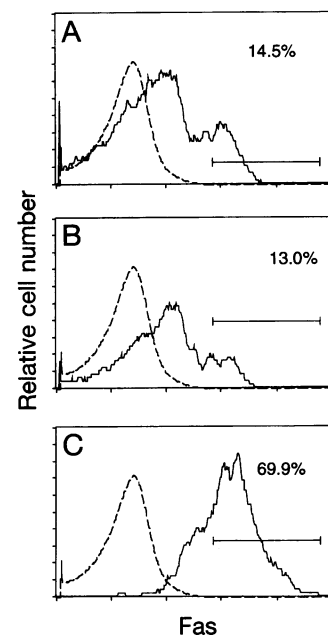 A
14.5%
B
13.0%
Relative cell number
C
69.9%
Fas